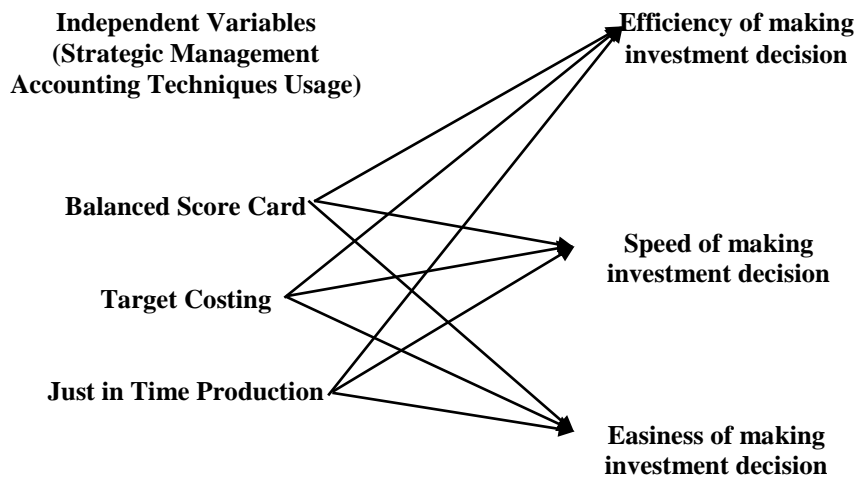 Independent Variables
(Strategic Management
Accounting Techniques Usage)
Efficiency of making
investment decision
Balanced Score Card
Speed of making
investment decision
Target Costing
Just in Time Production
Easiness of making
investment decision